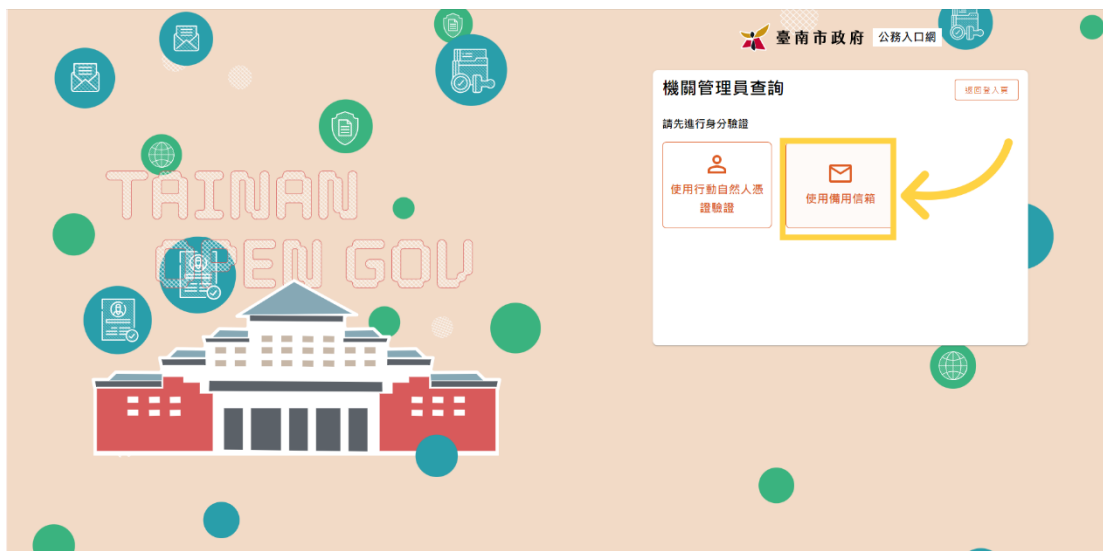 臺南市政府 公務入口網
機關管理員查詢
返回登入頁
請先進行身分驗證
使用行動自然人憑
證驗證
使用備用信箱
TAINAN
OPEN GOV